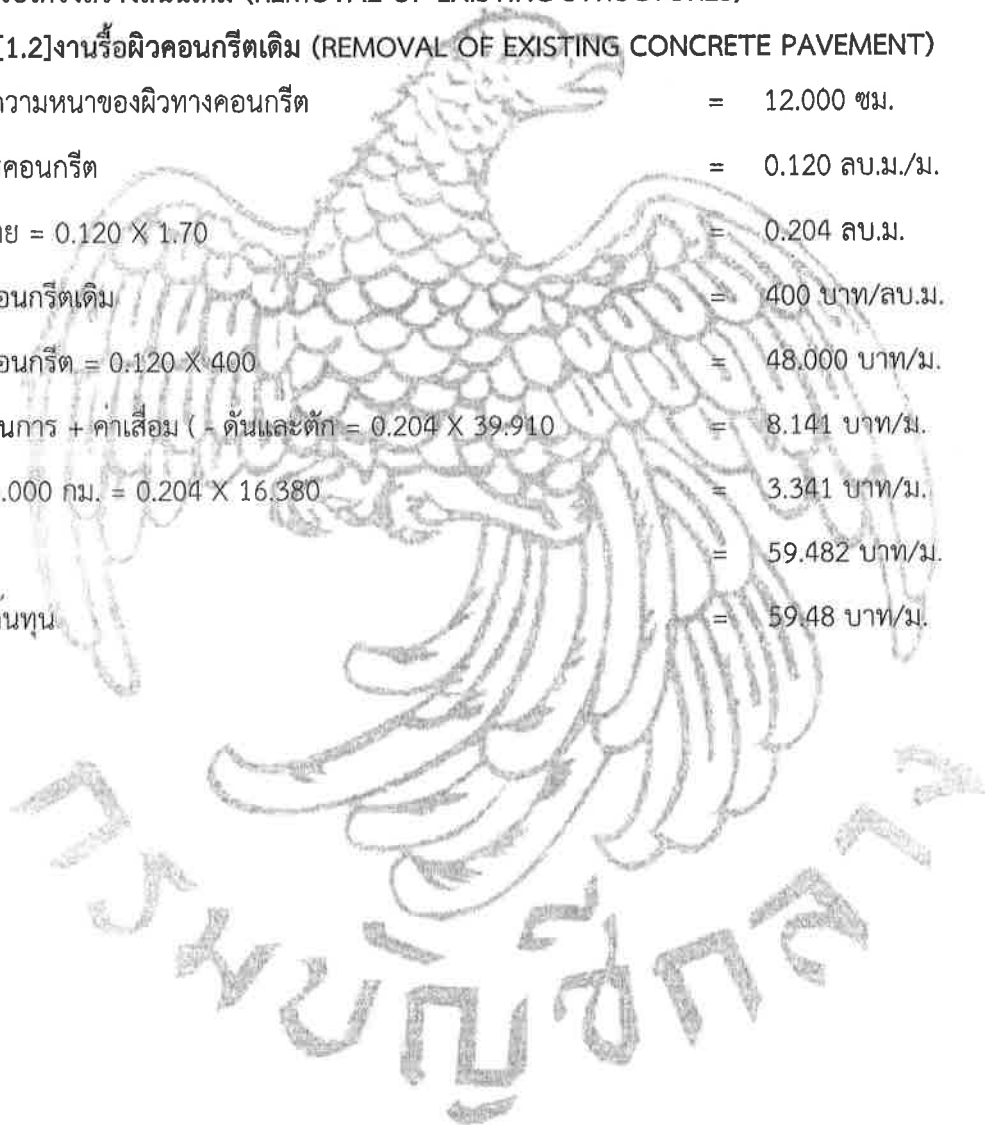 (REMOVAL OF EXISTING STRUCTURES)
[1.2]งานรื้อผิวคอนกรีตเดิม (REMOVAL OF EXISTING CONCRETE PAVEMENT)
ความหนาของผิวทางคอนกรีต = 12.000 ซม.
คอนกรีต = 0.120 ลบ.ม./ม.
= 0.120 X 1.70 = 0.204 ลบ.ม.
คอนกรีตเดิม = 400 บาท/ลบ.ม.
คอนกรีต = 0.120 X 400 = 48.000 บาท/ม.
นการ + ค่าเสื่อม ( - ดันและตัก = 0.204 X 39.910 = 8.141 บาท/ม.
.000 กม. = 0.204 X 16.380 = 3.341 บาท/ม.
= 59.482 บาท/ม.
ต้นทุน = 59.48 บาท/ม.
กรมบัญชีกลาง